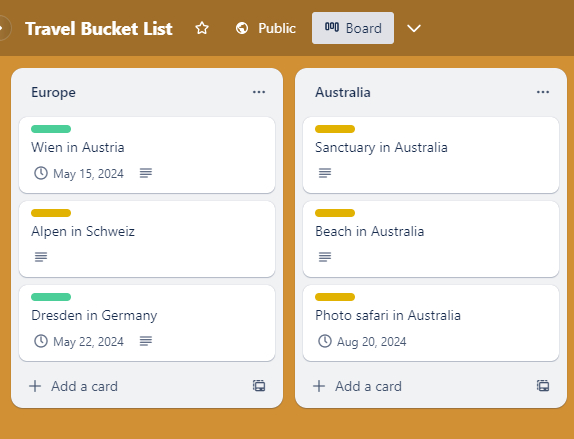 Travel Bucket List
Public
Board
Europe
Wien in Austria
May 15, 2024
Alpen in Schweiz
Dresden in Germany
May 22, 2024
Add a card
Australia
Sanctuary in Australia
Beach in Australia
Photo safari in Australia
Aug 20, 2024
Add a card